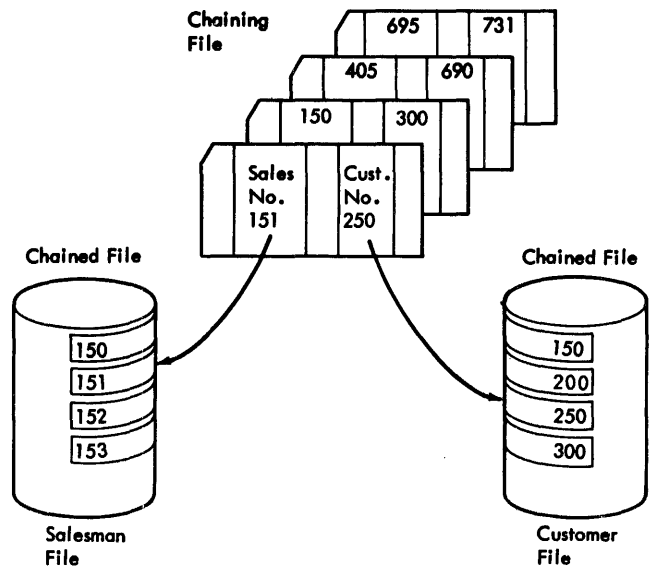 Chaining
File
695 731
405 690
150 300
Sales
No.
151
Cust.
No.
250
Chained File
150
151
152
153
Salesman
File
Chained File
150
200
250
300
Customer
File